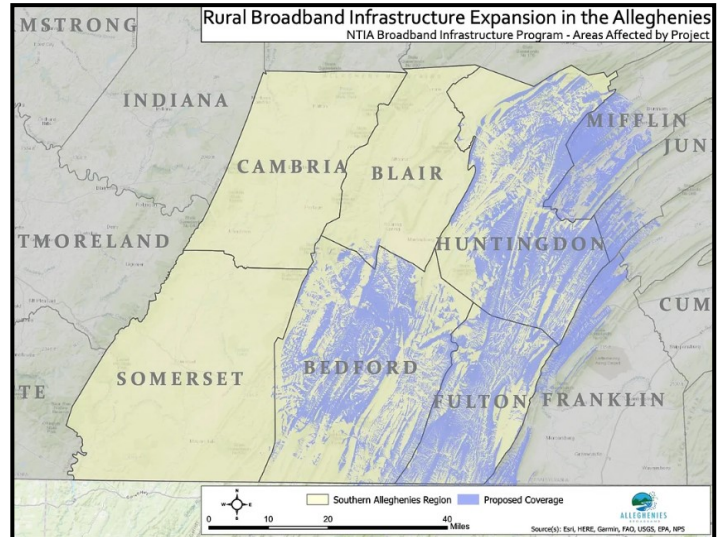 Rural Broadband Infrastructure Expansion in the Alleghenies
NTIA Broadband Infrastructure Program - Areas Affected by Project
MSTRONG
INDIANA
MIFFLIN
JUNI
CAMBRIA
BLAIR
TMORELAND
HUNTINGDON
CUM
BEDFORD
SOMERSET
TE
FULTON
FRANKLIN
N
W
E
S
Southern Alleghenies Region
Proposed Coverage
0 10 20 40
Miles
ALLEGHENIES
BROADBAND
Source(s): Esri, HERE, Garmin, FAO, USGS, EPA, NPS